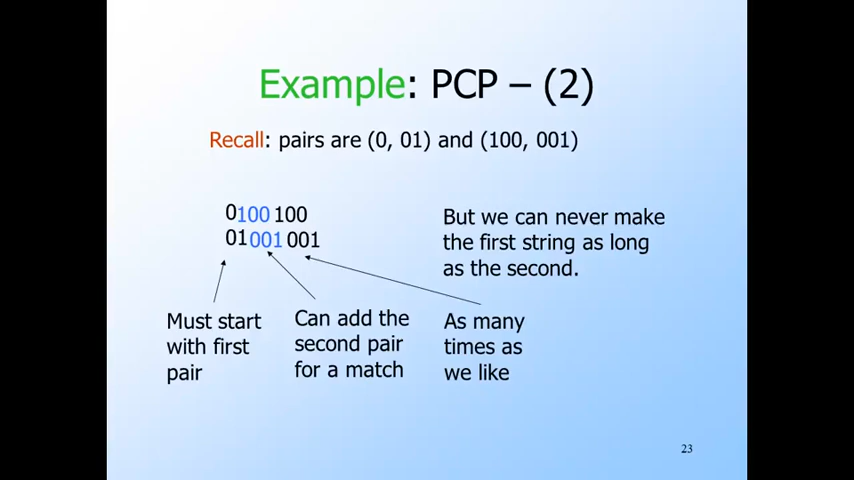 Example: PCP – (2)
Recall: pairs are (0, 01) and (100, 001)
0100 100
01001 001
But we can never make
the first string as long
as the second.
Must start
with first
pair
Can add the
second pair
for a match
As many
times as
we like
23